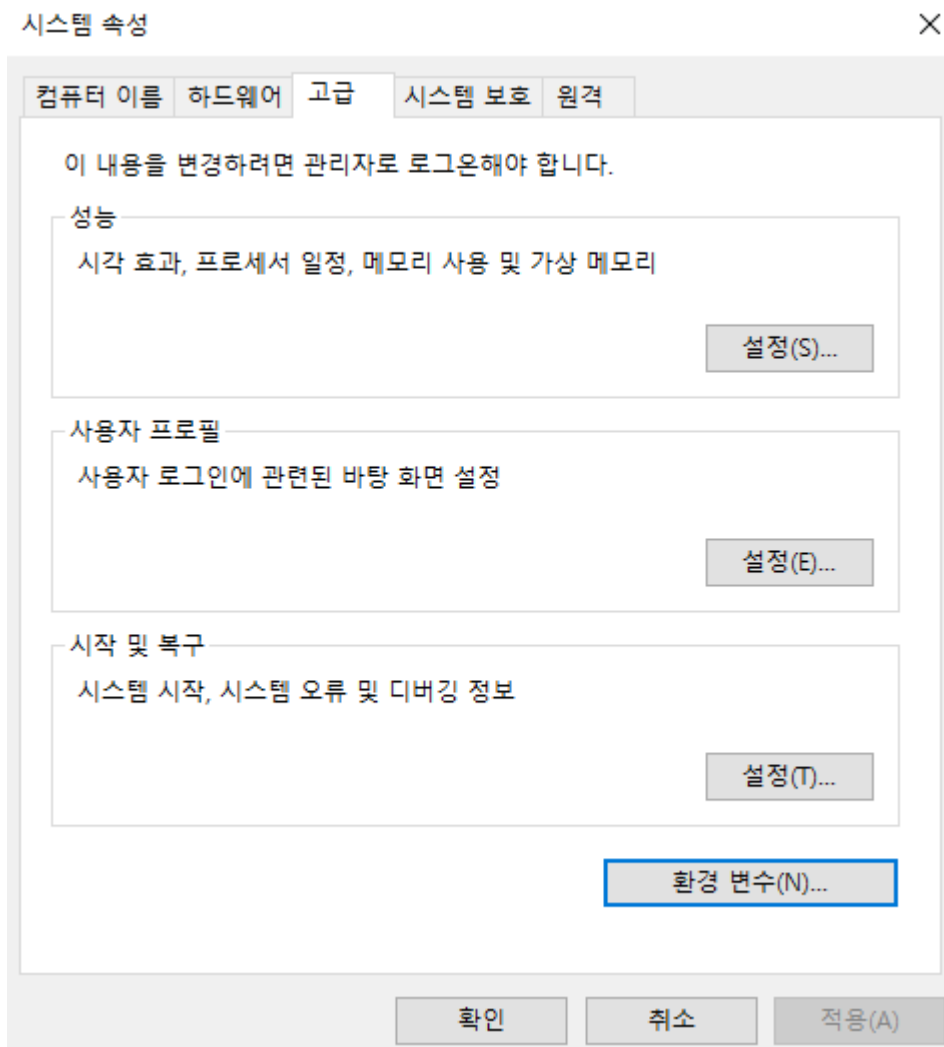 시스템 속성
컴퓨터 이름 하드웨어 고급 시스템 보호 원격
이 내용을 변경하려면 관리자로 로그온해야 합니다.
성능
시각 효과, 프로세서 일정, 메모리 사용 및 가상 메모리
설정(S)...
사용자 프로필
사용자 로그인에 관련된 바탕 화면 설정
설정(E)...
시작 및 복구
시스템 시작, 시스템 오류 및 디버깅 정보
설정(T)...
환경 변수(N)...
확인 취소 적용(A)